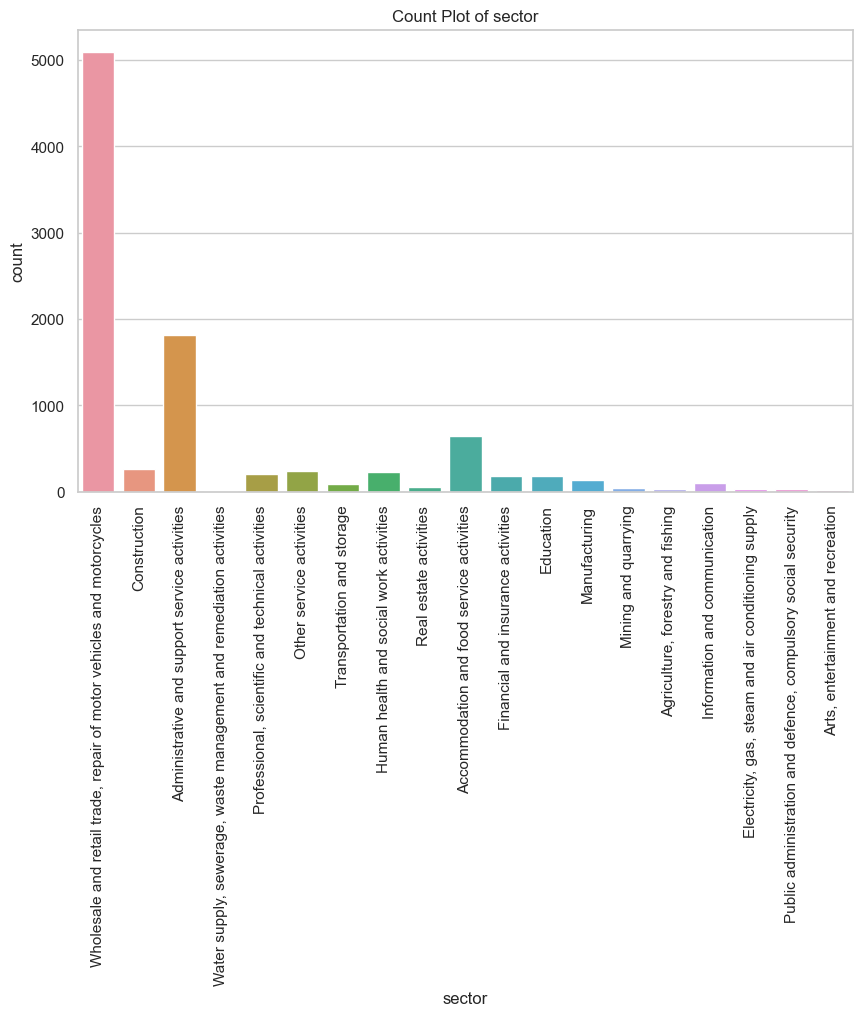 Count Plot of sector
5000
4000
3000
2000
1000
0
count
Wholesale and retail trade, repair of motor vehicles and motorcycles
Construction
Administrative and support service activities
Water supply, sewerage, waste management and remediation activities
Professional, scientific and technical activities
Other service activities
Transportation and storage
Human health and social work activities
Real estate activities
Accommodation and food service activities
Financial and insurance activities
Education
Manufacturing
Mining and quarrying
Agriculture, forestry and fishing
Information and communication
Electricity, gas, steam and air conditioning supply
Public administration and defence, compulsory social security
Arts, entertainment and recreation
sector